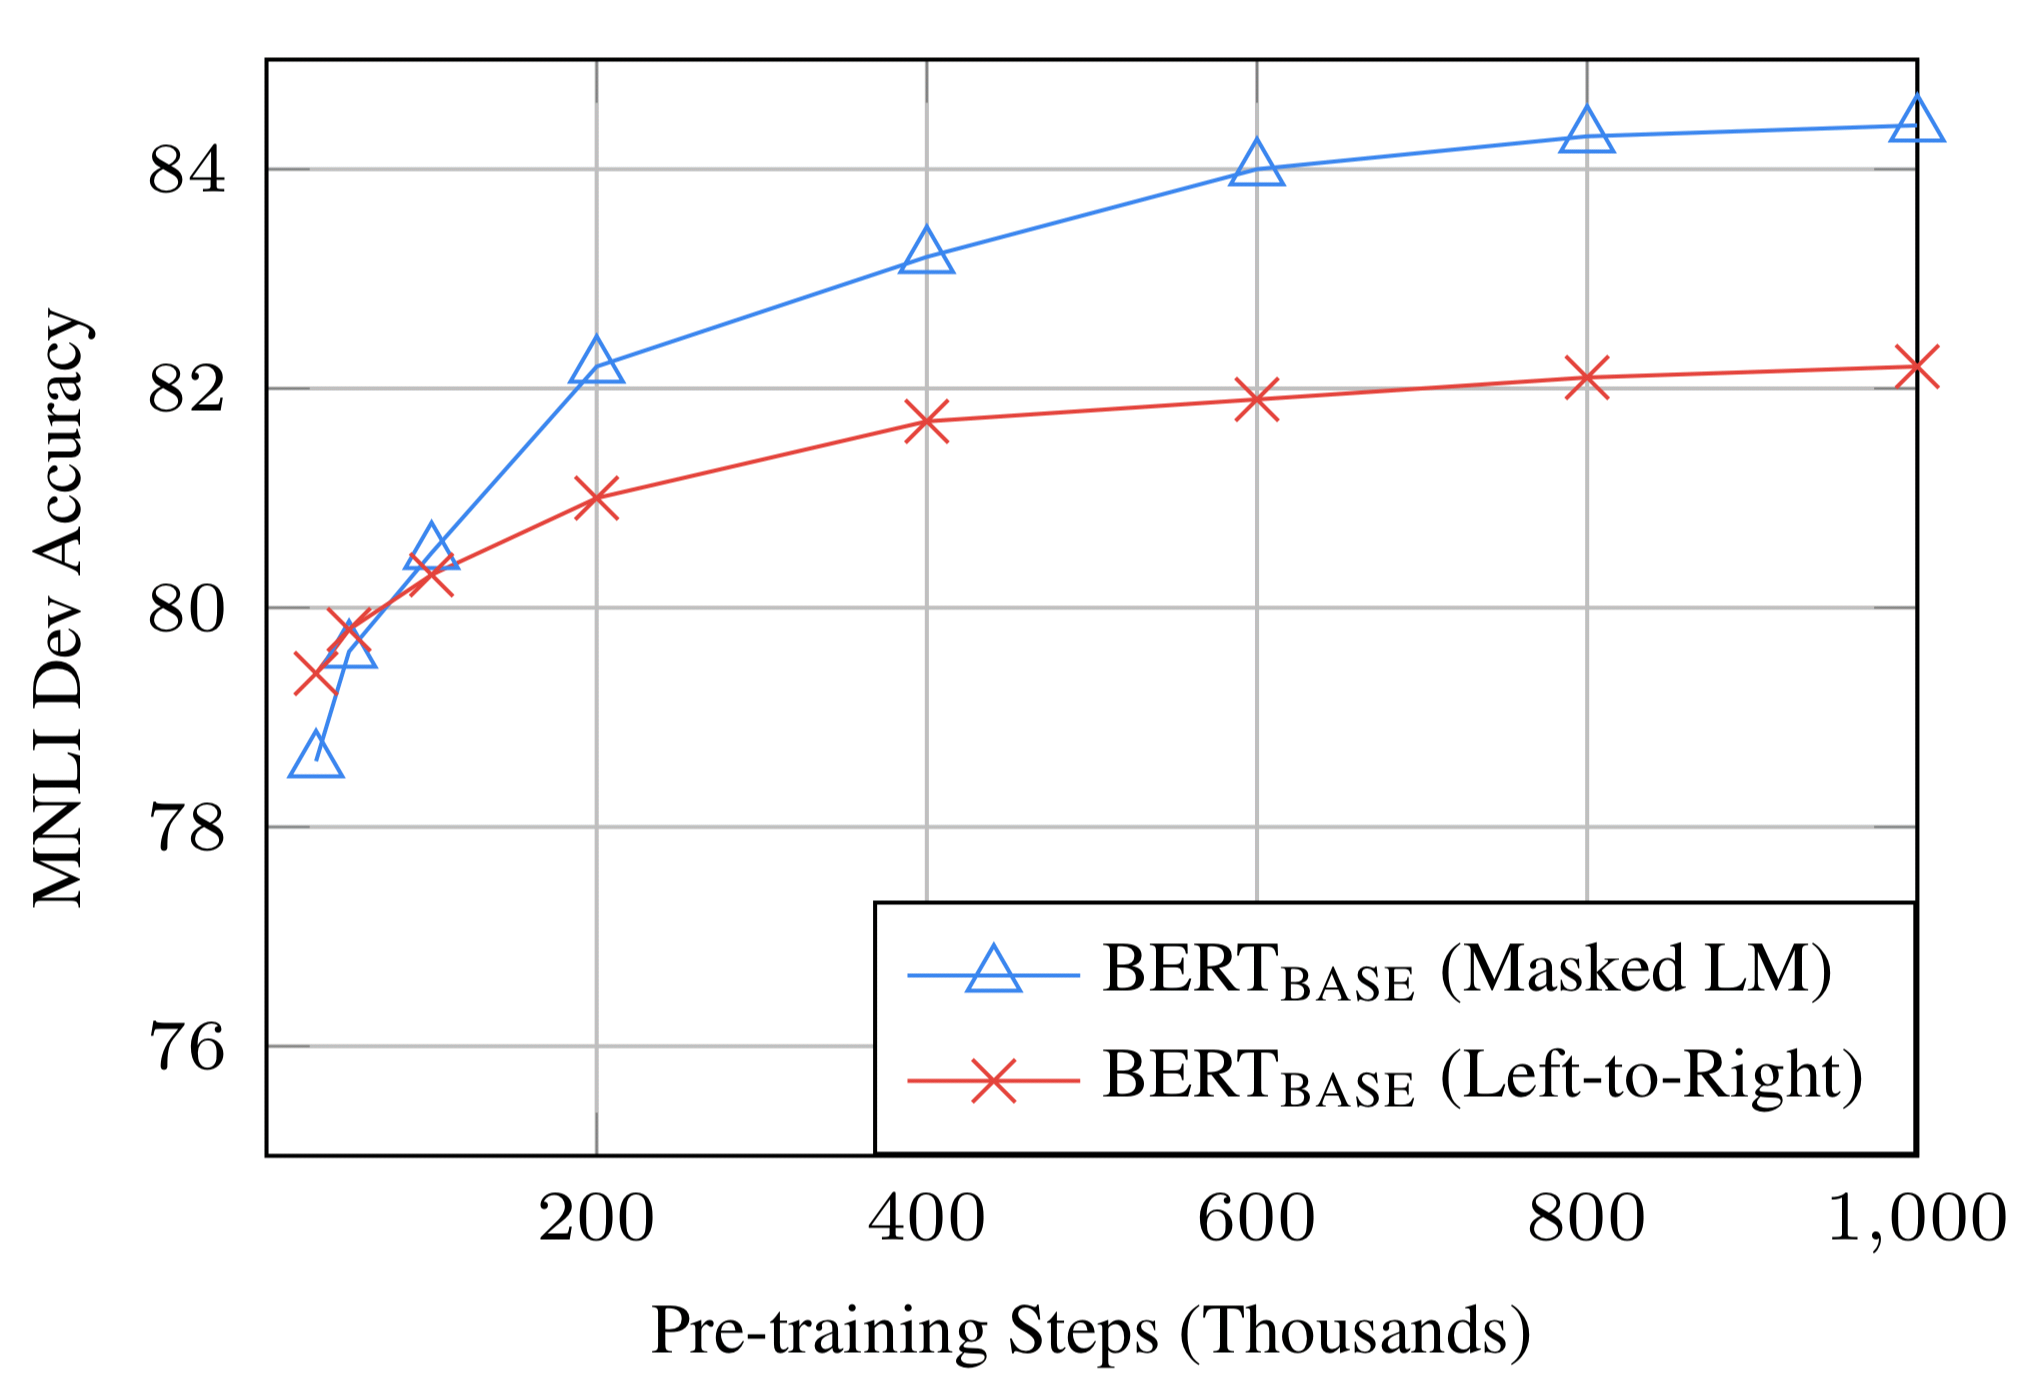 84
82
80
78
76
MNLI Dev Accuracy
BERTBASE (Masked LM)
BERTBASE (Left-to-Right)
200 400 600 800 1,000
Pre-training Steps (Thousands)